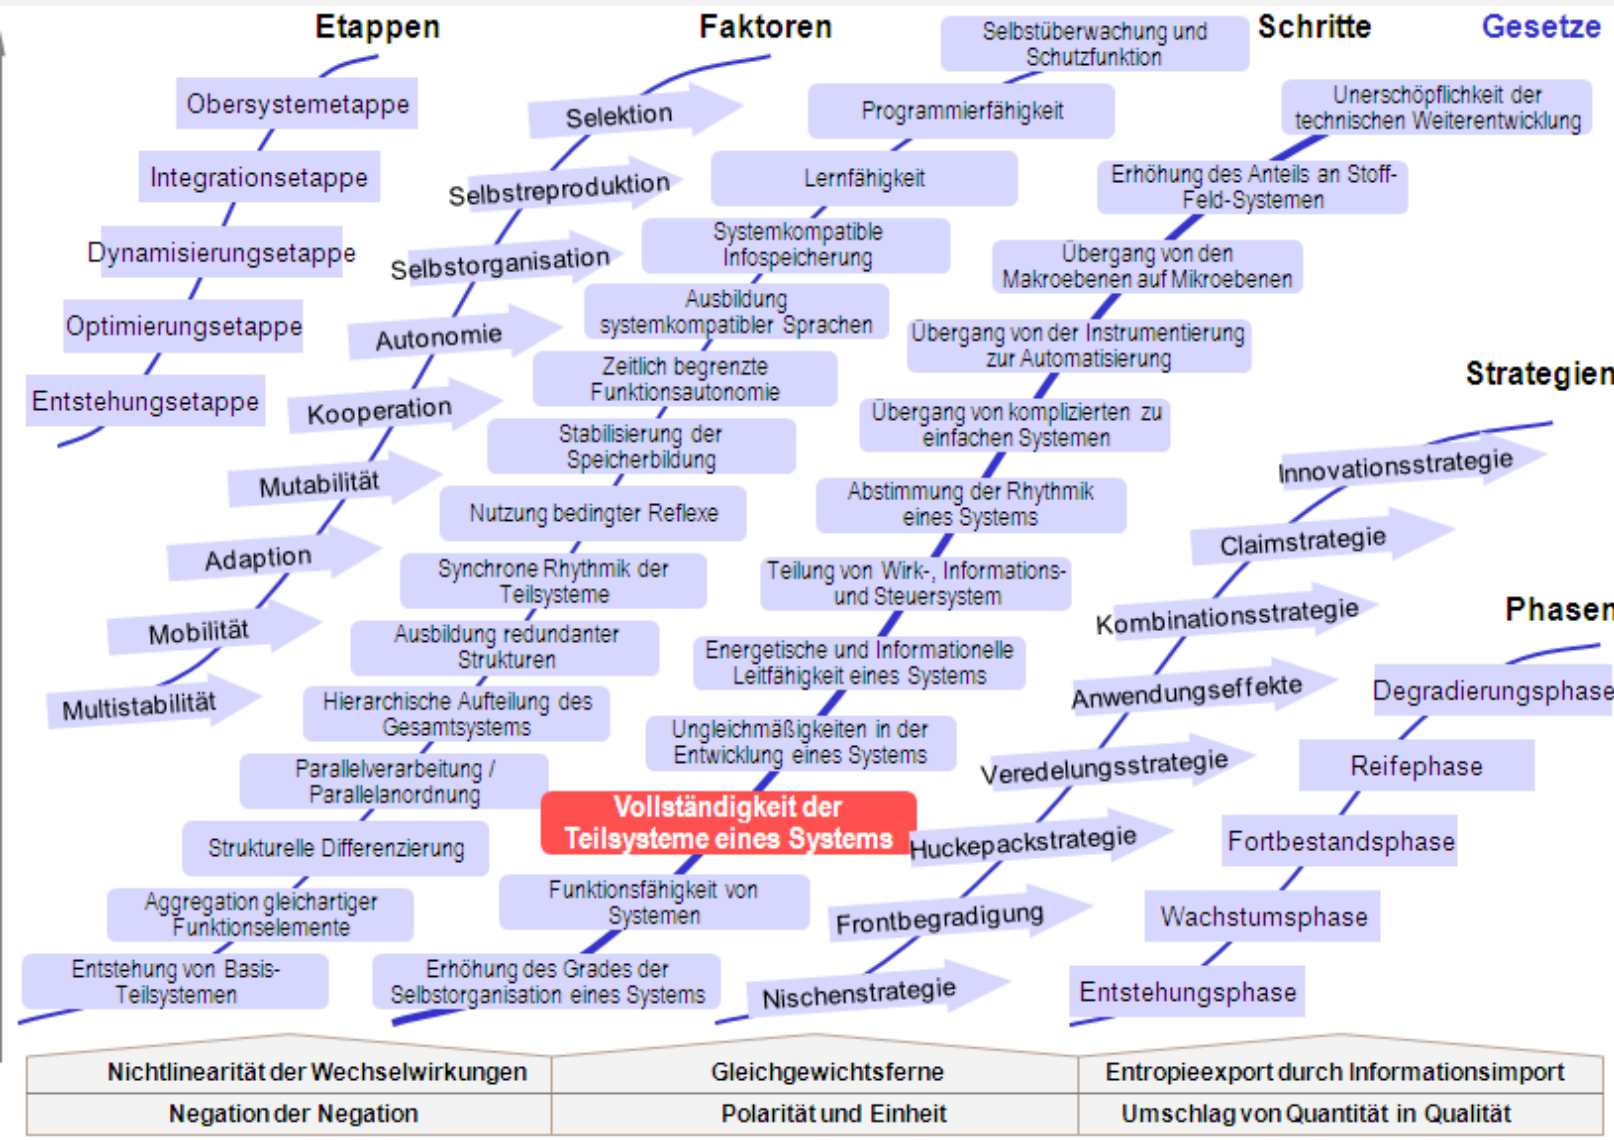 Etappen
Faktoren
Schritte
Gesetze
Obersystemetappe
Integrationsetappe
Dynamisierungsetappe
Optimierungsetappe
Entstehungsetappe
Selektion
Selbstreproduktion
Selbstorganisation
Autonomie
Kooperation
Mutabilität
Adaption
Mobilität
Multistabilität
Selbstüberwachung und
Schutzfunktion
Programmierfähigkeit
Lernfähigkeit
Systemkompatible
Infospeicherung
Ausbildung
systemkompatibler Sprachen
Zeitlich begrenzte
Funktionsautonomie
Stabilisierung der
Speicherbildung
Nutzung bedingter Reflexe
Synchrone Rhythmik der
Teilsysteme
Ausbildung redundanter
Strukturen
Hierarchische Aufteilung des
Gesamtsystems
Parallelverarbeitung /
Parallelanordnung
Strukturelle Differenzierung
Aggregation gleichartiger
Funktionselemente
Entstehung von Basis-
Teilsystemen
Unerschöpflichkeit der
technischen Weiterentwicklung
Erhöhung des Anteils an Stoff-
Feld-Systemen
Übergang von den
Makroebenen auf Mikroebenen
Übergang von der Instrumentierung
zur Automatisierung
Übergang von komplizierten zu
einfachen Systemen
Abstimmung der Rhythmik
eines Systems
Teilung von Wirk-, Informations-
und Steuersystem
Energetische und Informationelle
Leitfähigkeit eines Systems
Ungleichmäßigkeiten in der
Entwicklung eines Systems
Vollständigkeit der
Teilsysteme eines Systems
Funktionsfähigkeit von
Systemen
Erhöhung des Grades der
Selbstorganisation eines Systems
Strategien
Innovationsstrategie
Claimstrategie
Kombinationsstrategie
Anwendungseffekte
Veredelungsstrategie
Huckepackstrategie
Frontbegradigung
Nischenstrategie
Phasen
Degradierungsphase
Reifephase
Fortbestandsphase
Wachstumsphase
Entstehungsphase
Nichtlinearität der Wechselwirkungen
Gleichgewichtsferne
Entropieexport durch Informationsimport
Negation der Negation
Polarität und Einheit
Umschlag von Quantität in Qualität